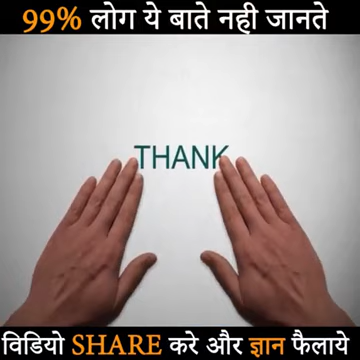 99% लोग ये बाते नही जानते
THANK
विडियो SHARE करे और ज्ञान फैलाये